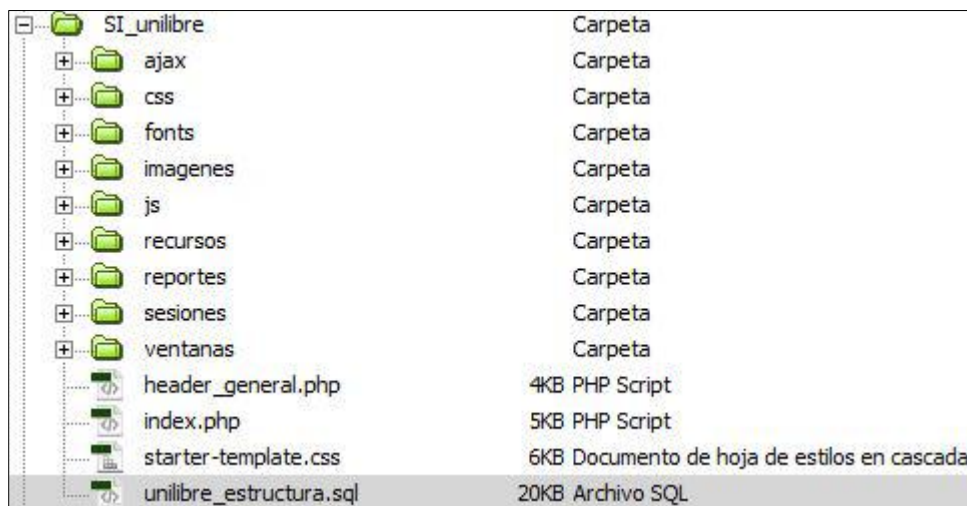 SI_unilibre Carpeta
ajax Carpeta
css Carpeta
fonts Carpeta
imagenes Carpeta
js Carpeta
recursos Carpeta
reportes Carpeta
sesiones Carpeta
ventanas Carpeta
header_general.php 4KB PHP Script
index.php 5KB PHP Script
starter-template.css 6KB Documento de hoja de estilos en cascada
unilibre_estructura.sql 20KB Archivo SQL